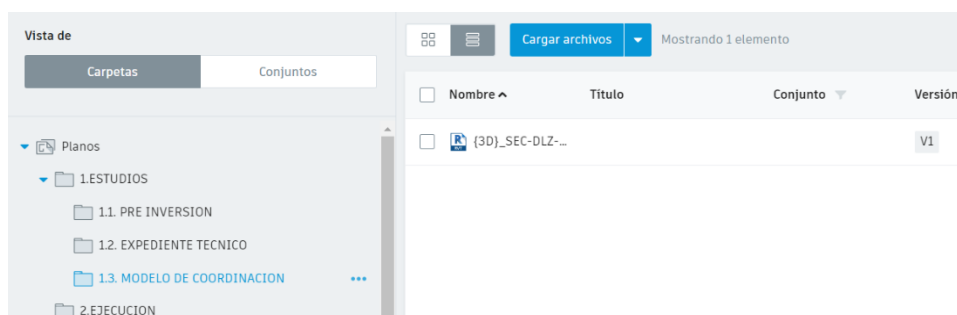 Vista de
Carpetas
Conjuntos
Planos
1.ESTUDIOS
1.1. PRE INVERSION
1.2. EXPEDIENTE TECNICO
1.3. MODELO DE COORDINACION
2.EJECUCION
Cargar archivos
Mostrando 1 elemento
Nombre Título Conjunto Versión
{3D}_SEC-DLZ-... V1